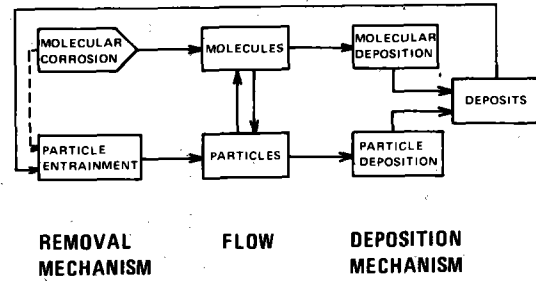 MOLECULAR
CORROSION
MOLECULES
MOLECULAR
DEPOSITION
DEPOSITS
PARTICLE
ENTRAINMENT
PARTICLES
PARTICLE
DEPOSITION
REMOVAL
MECHANISM
FLOW
DEPOSITION
MECHANISM